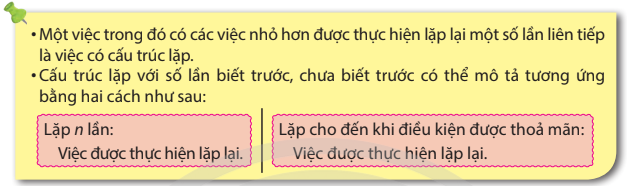 • Một việc trong đó có các việc nhỏ hơn được thực hiện lặp lại một số lần liên tiếp
là việc có cấu trúc lặp.
• Cấu trúc lặp với số lần biết trước, chưa biết trước có thể mô tả tương ứng
bằng hai cách như sau:
Lặp n lần:
Việc được thực hiện lặp lại.
Lặp cho đến khi điều kiện được thoả mãn:
Việc được thực hiện lặp lại.